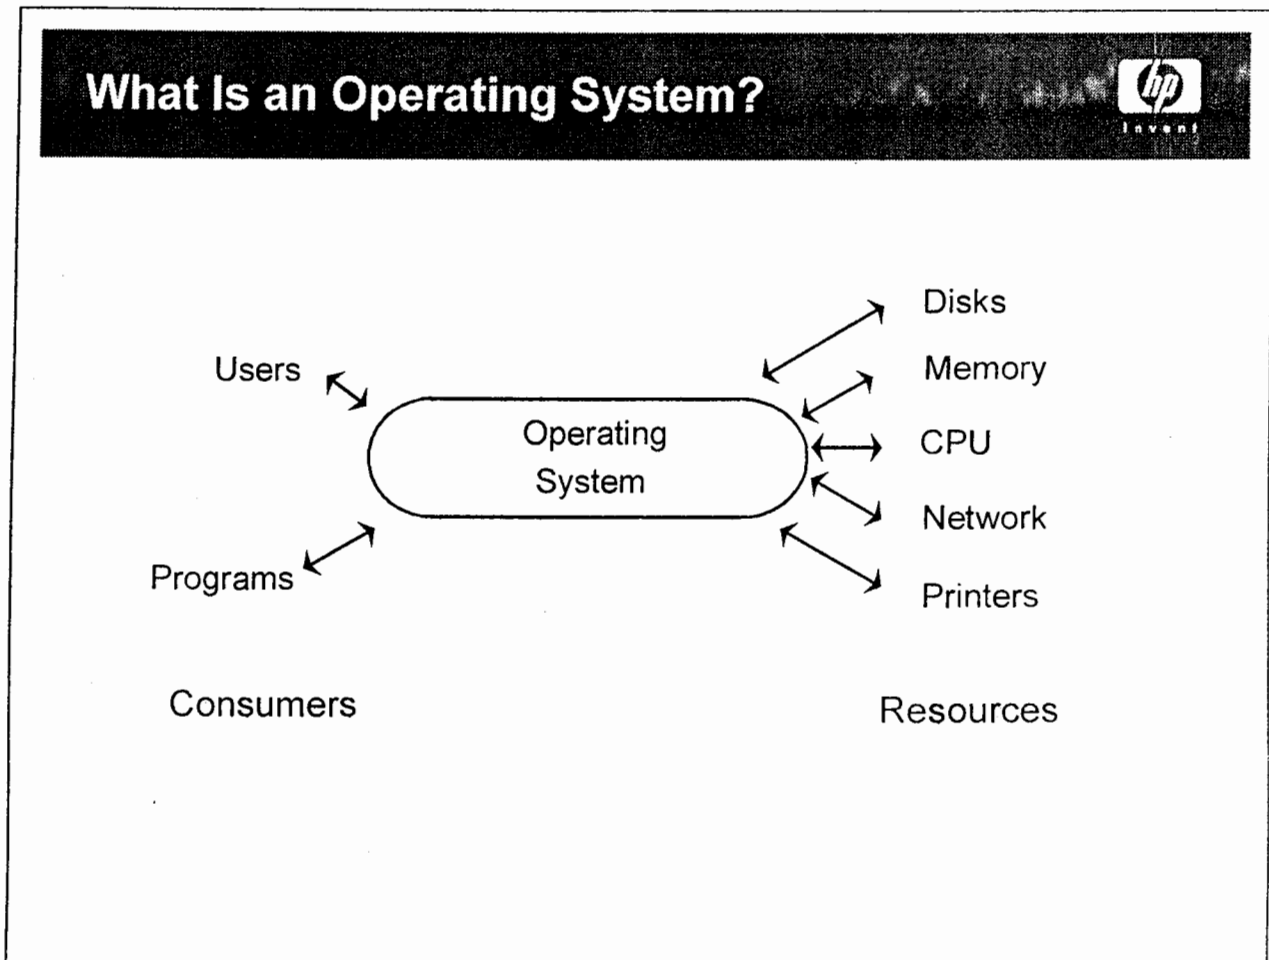 What Is an Operating System?
hp
invent
Users
Programs
Consumers
Operating
System
Disks
Memory
CPU
Network
Printers
Resources